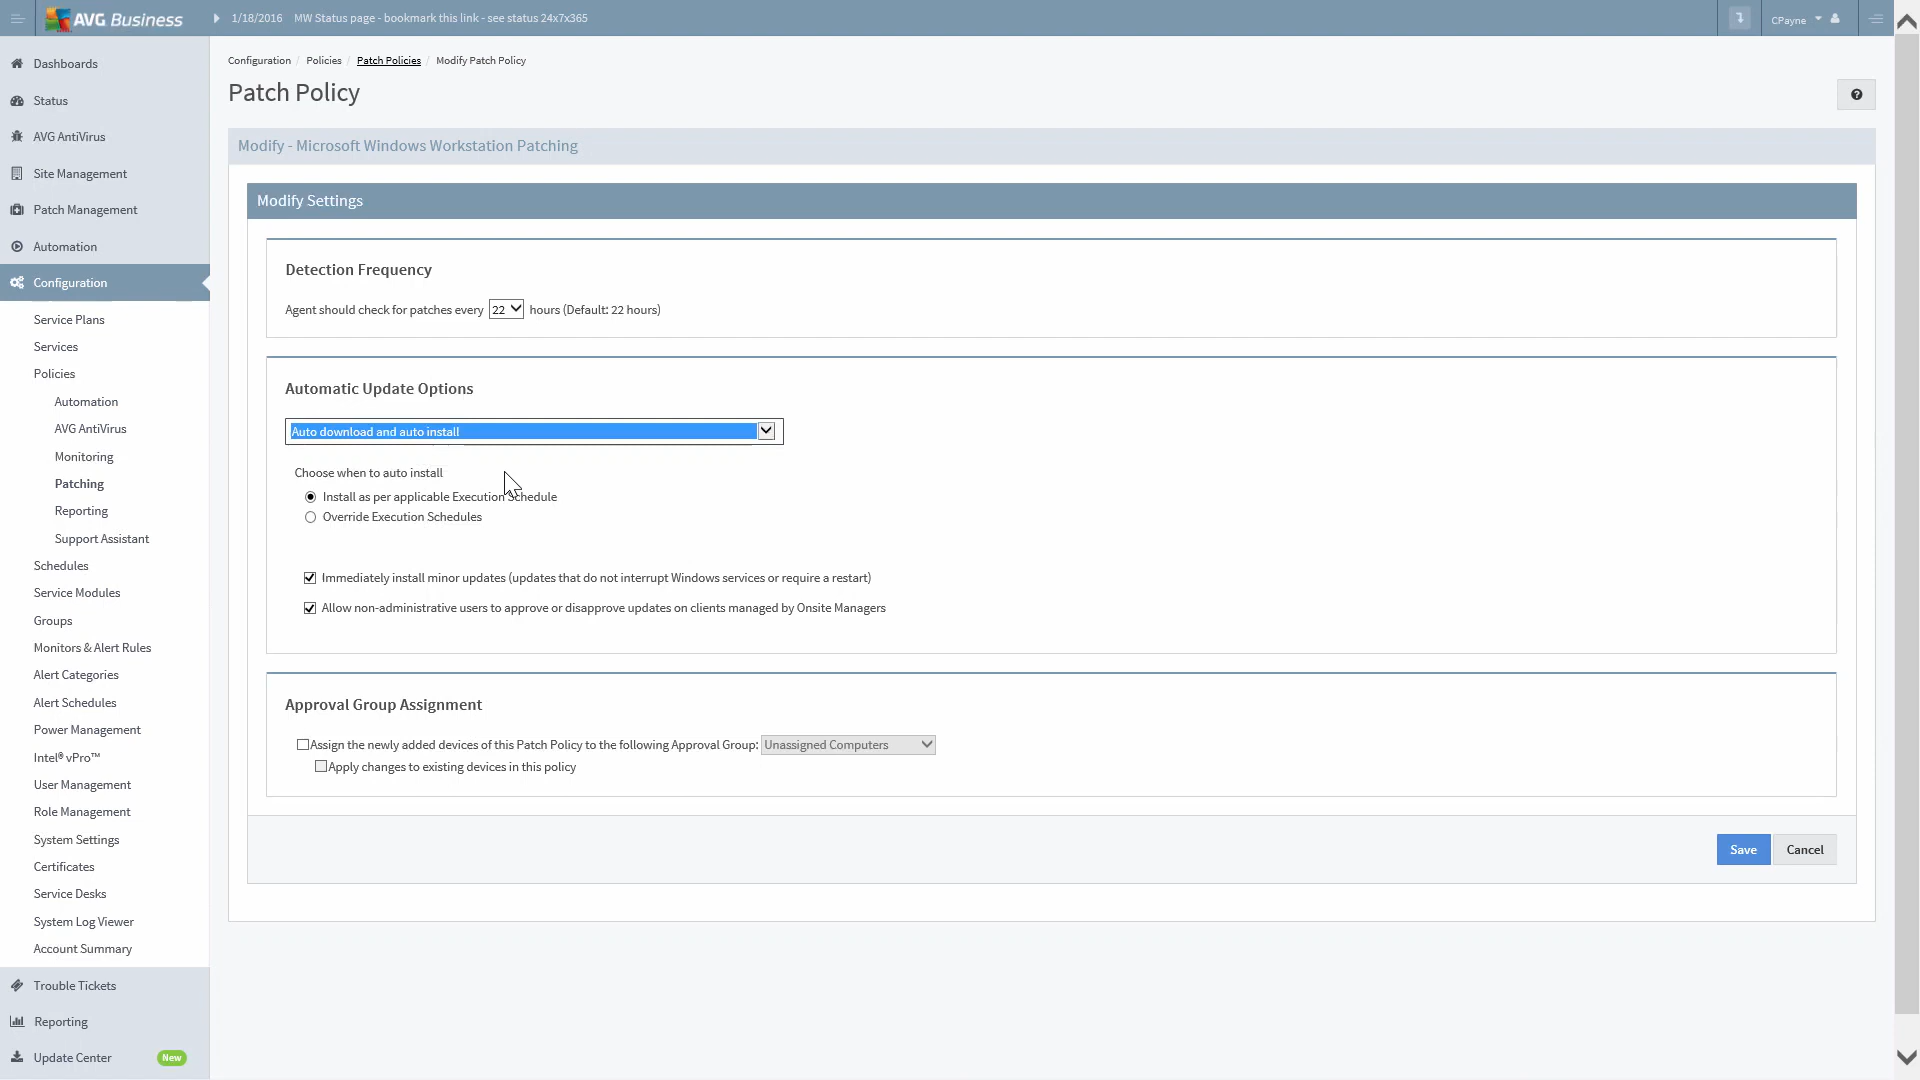 AVG Business
1/18/2016 MW Status page - bookmark this link - see status 24x7x365
CPayne
Dashboards
Status
AVG AntiVirus
Site Management
Patch Management
Automation
Configuration
Service Plans
Services
Policies
Automation
AVG AntiVirus
Monitoring
Patching
Reporting
Support Assistant
Schedules
Service Modules
Groups
Monitors & Alert Rules
Alert Categories
Alert Schedules
Power Management
Intel® vPro™
User Management
Role Management
System Settings
Certificates
Service Desks
System Log Viewer
Account Summary
Trouble Tickets
Reporting
Update Center New
Configuration / Policies / Patch Policies / Modify Patch Policy
Patch Policy
Modify - Microsoft Windows Workstation Patching
Modify Settings
Detection Frequency
Agent should check for patches every 22 hours (Default: 22 hours)
Automatic Update Options
Auto download and auto install
Choose when to auto install
Install as per applicable Execution Schedule
Override Execution Schedules
Immediately install minor updates (updates that do not interrupt Windows services or require a restart)
Allow non-administrative users to approve or disapprove updates on clients managed by Onsite Managers
Approval Group Assignment
Assign the newly added devices of this Patch Policy to the following Approval Group: Unassigned Computers
Apply changes to existing devices in this policy
Save Cancel